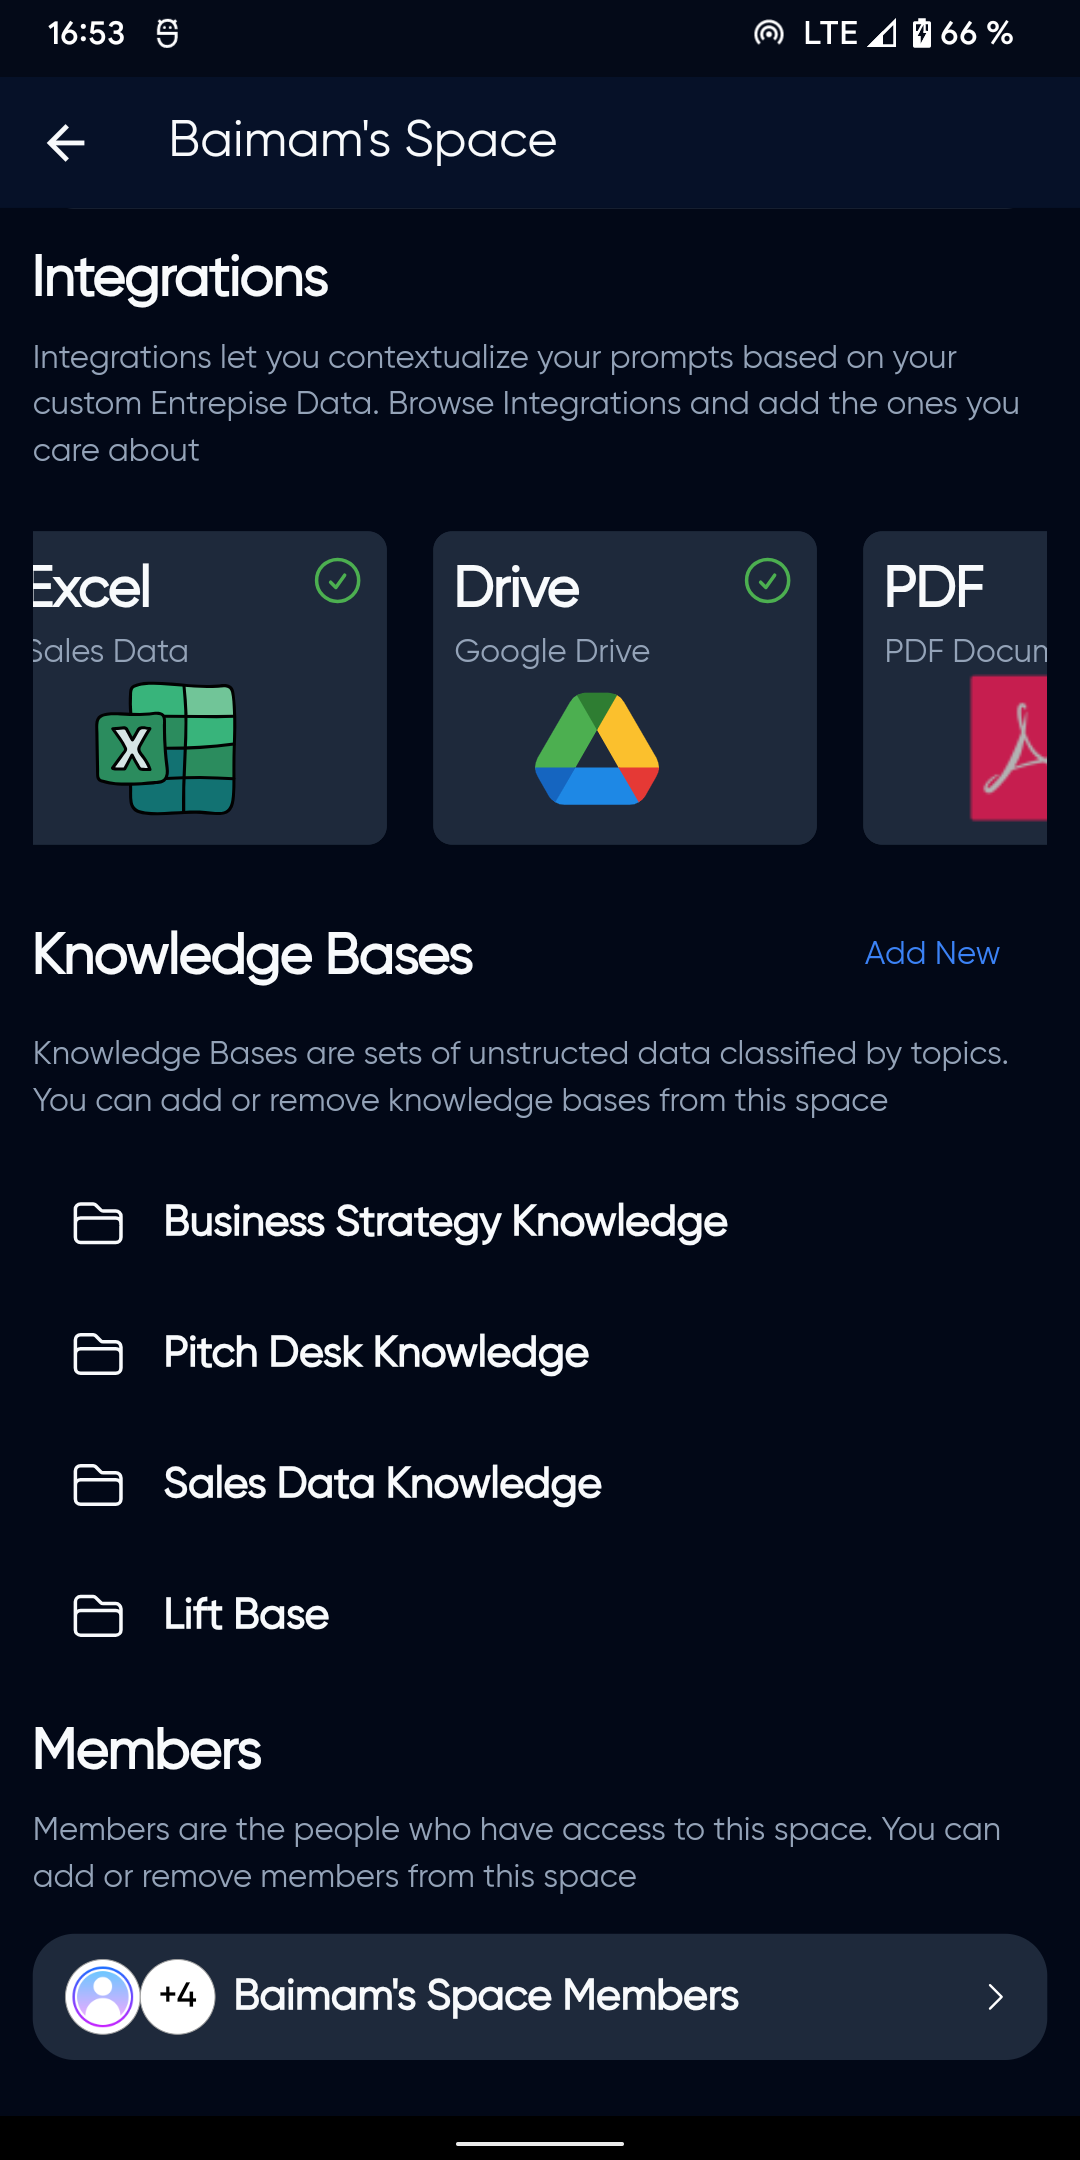 16:53
LTE 66 %
Baimam's Space
Integrations
Integrations let you contextualize your prompts based on your
custom Entrepise Data. Browse Integrations and add the ones you
care about
Excel
Sales Data
X
Drive
Google Drive
PDF
PDF Docum
Knowledge Bases
Add New
Knowledge Bases are sets of unstructed data classified by topics.
You can add or remove knowledge bases from this space
Business Strategy Knowledge
Pitch Desk Knowledge
Sales Data Knowledge
Lift Base
Members
Members are the people who have access to this space. You can
add or remove members from this space
+4 Baimam's Space Members